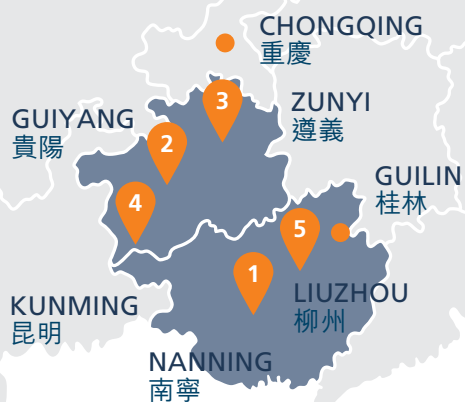 CHONGQING
重慶
3
ZUNYI
遵義
GUIYANG
貴陽
2
GUILIN
桂林
4
5
1
LIUZHOU
柳州
KUNMING
昆明
NANNING
南寧